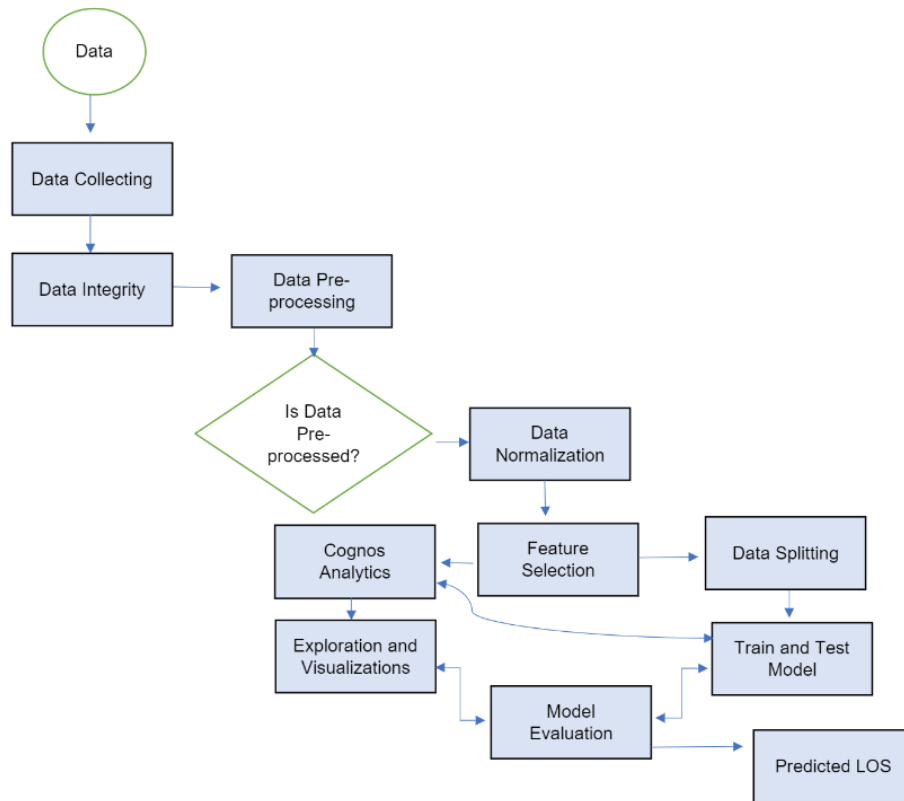 Data
Data Collecting
Data Integrity
Data Pre-
processing
Is Data
Pre-
processed?
Data
Normalization
Cognos
Analytics
Feature
Selection
Data Splitting
Exploration and
Visualizations
Train and Test
Model
Model
Evaluation
Predicted LOS